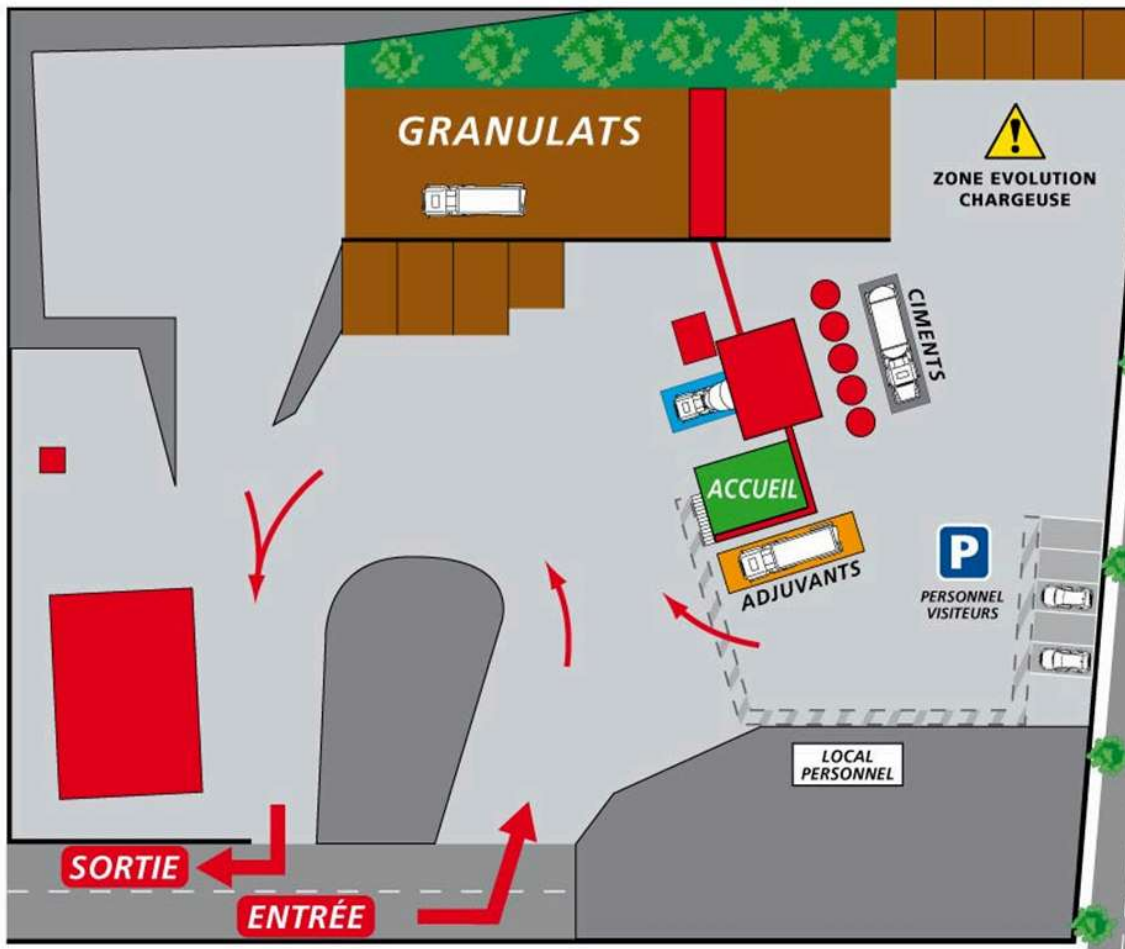 GRANULATS
ZONE EVOLUTION
CHARGEUSE
CIMENTS
ACCUEIL
ADJUVANTS
P
PERSONNEL
VISITEURS
LOCAL
PERSONNEL
SORTIE
ENTRÉE